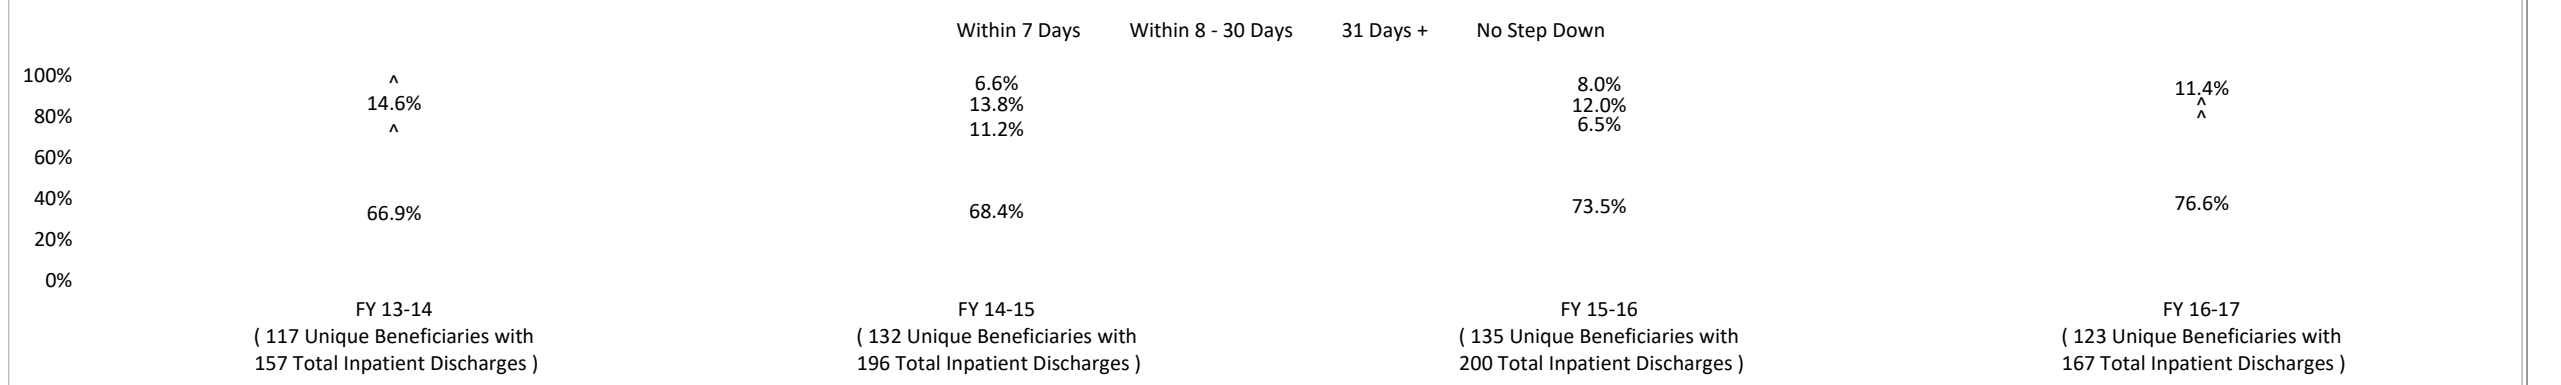 Within 7 Days Within 8 - 30 Days 31 Days + No Step Down
100% ^ 6.6% 8.0% 11.4%
14.6% 13.8% 12.0% ^
80% ^ 11.2% 6.5% ^
60%
40% 66.9% 68.4% 73.5% 76.6%
20%
0%
FY 13-14 FY 14-15 FY 15-16 FY 16-17
( 117 Unique Beneficiaries with ( 132 Unique Beneficiaries with ( 135 Unique Beneficiaries with ( 123 Unique Beneficiaries with
157 Total Inpatient Discharges ) 196 Total Inpatient Discharges ) 200 Total Inpatient Discharges ) 167 Total Inpatient Discharges )